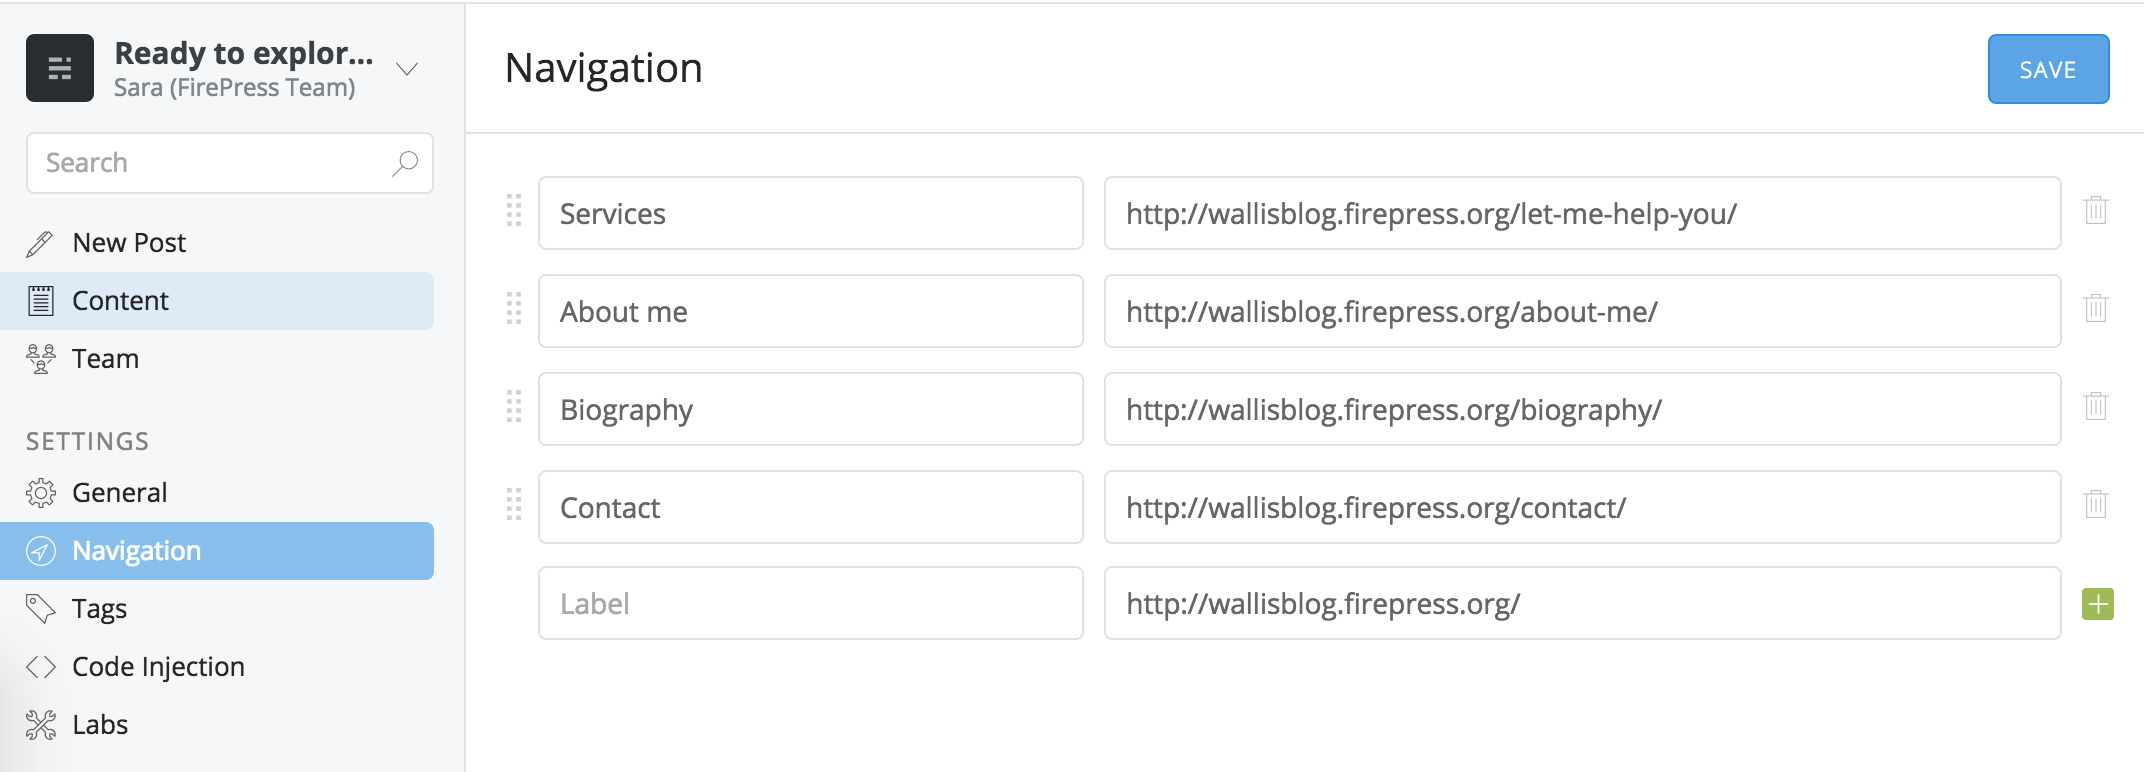 Ready to explor...
Sara (FirePress Team)
Search
New Post
Content
Team
SETTINGS
General
Navigation
Tags
Code Injection
Labs
Navigation
SAVE
Services http://wallisblog.firepress.org/let-me-help-you/
About me http://wallisblog.firepress.org/about-me/
Biography http://wallisblog.firepress.org/biography/
Contact http://wallisblog.firepress.org/contact/
Label http://wallisblog.firepress.org/